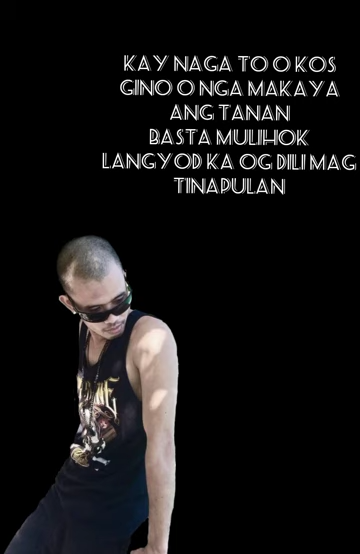 KAY NAGA TO O KOS
GINO O NGA MAKAYA
ANG TANAN
BASTA MULIHOK
LANGYOD KA OG DILI MAG
TINAPULAN